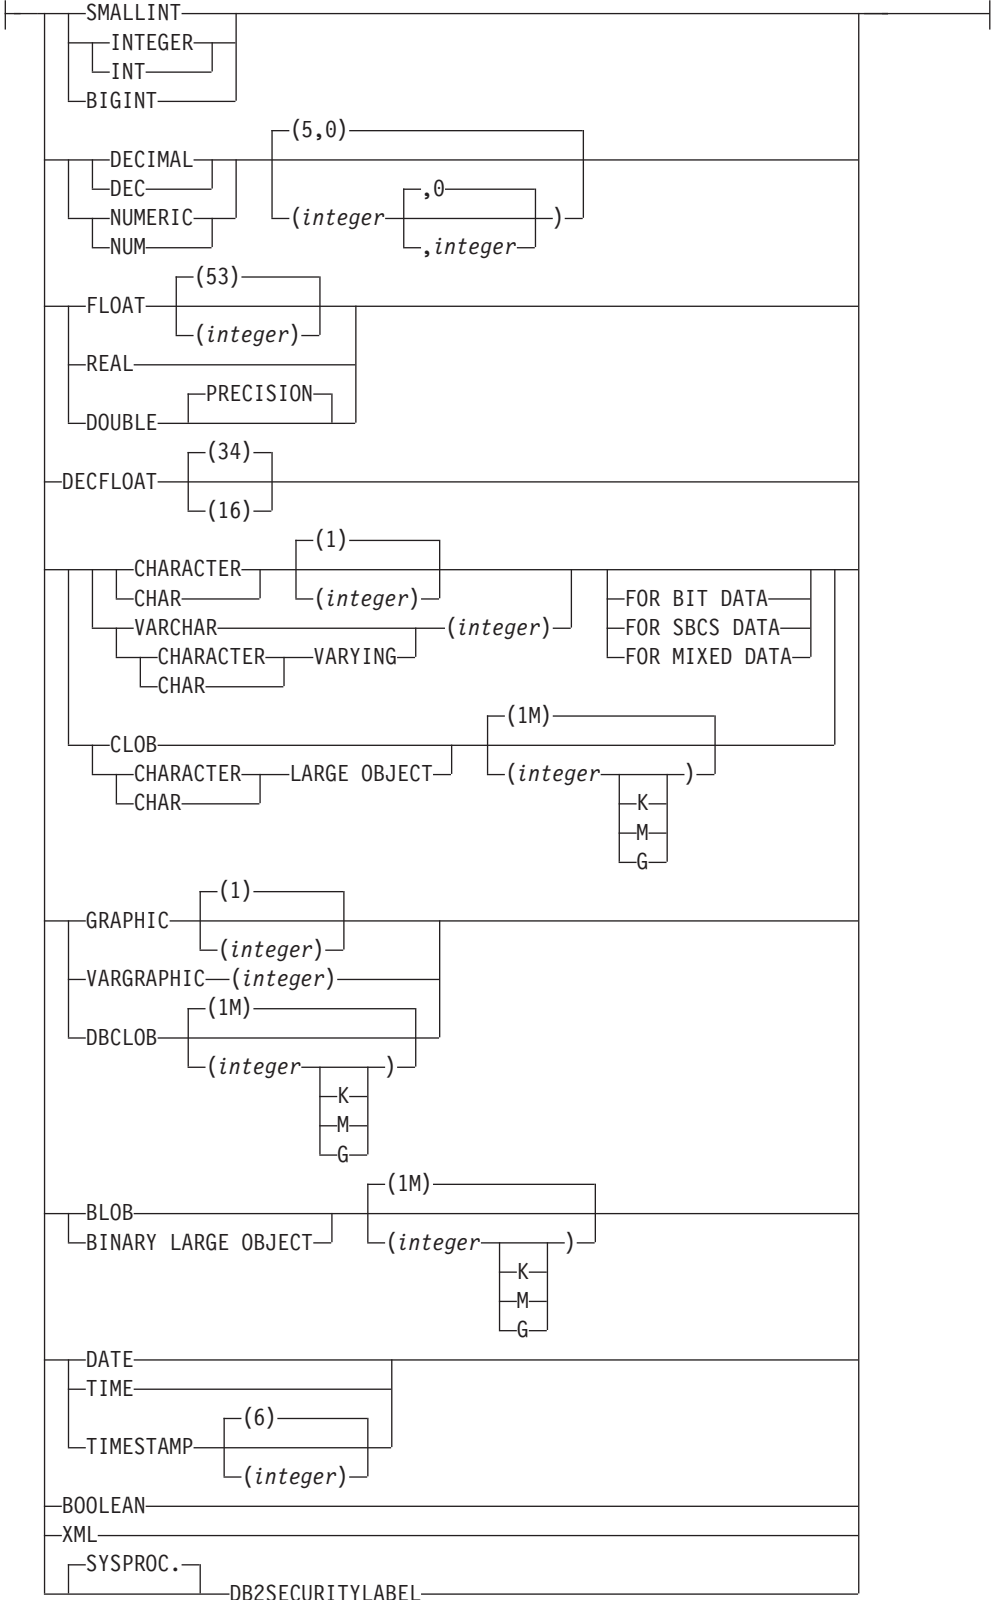 SMALLINT
INTEGER
INT
BIGINT
(5,0)
DECIMAL
DEC
,0
NUMERIC
(integer )
NUM
,integer
(53)
FLOAT
(integer)
REAL
PRECISION
DOUBLE
(34)
DECFLOAT
(16)
(1)
CHARACTER
CHAR
(integer)
FOR BIT DATA
VARCHAR
(integer)
FOR SBCS DATA
CHARACTER
VARYING
FOR MIXED DATA
CHAR
(1M)
CLOB
CHARACTER
LARGE OBJECT
(integer )
CHAR
K
M
G
(1)
GRAPHIC
(integer)
VARGRAPHIC (integer)
(1M)
DBCLOB
(integer )
K
M
G
(1M)
BLOB
BINARY LARGE OBJECT
(integer )
K
M
G
DATE
TIME
(6)
TIMESTAMP
(integer)
BOOLEAN
XML
SYSPROC.
DB2SECURITYLABEL